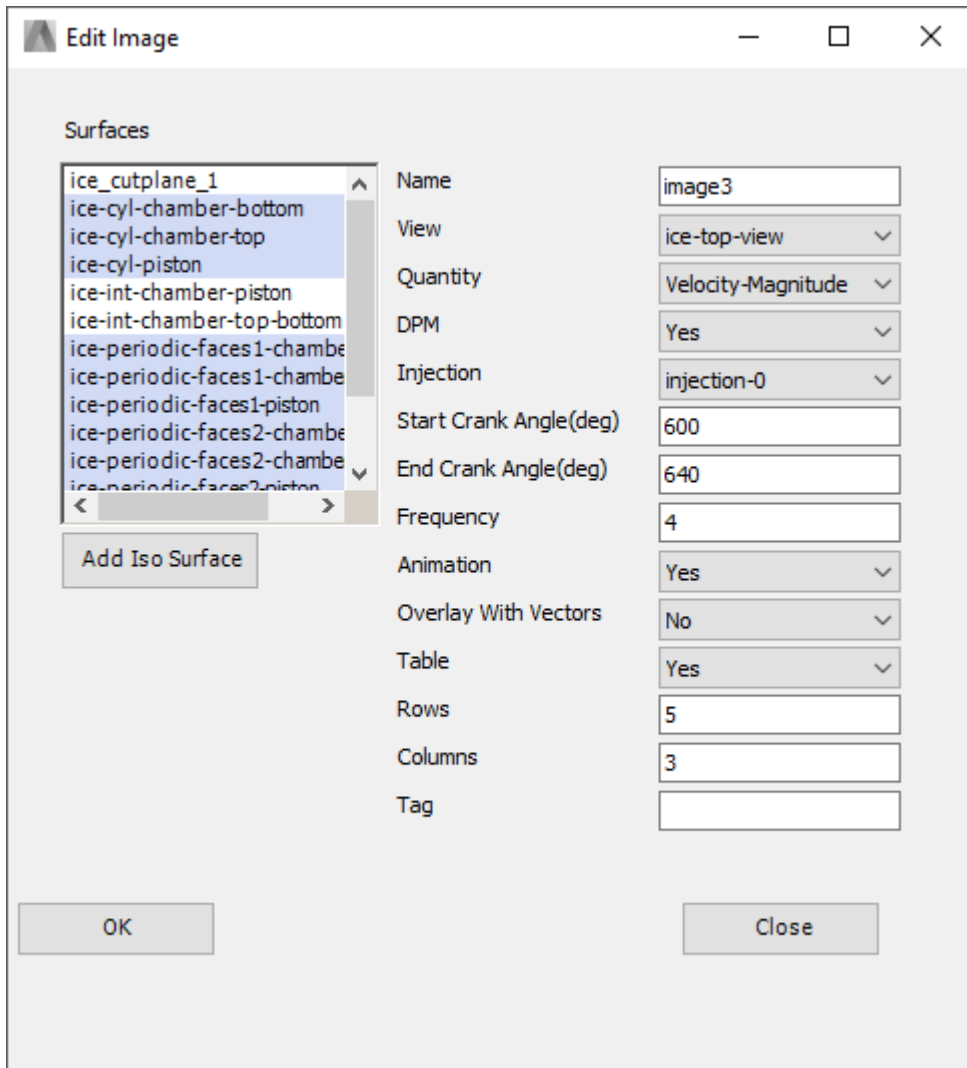 Edit Image
Surfaces
ice_cutplane_1
ice-cyl-chamber-bottom
ice-cyl-chamber-top
ice-cyl-piston
ice-int-chamber-piston
ice-int-chamber-top-bottom
ice-periodic-faces1-chambe
ice-periodic-faces1-chambe
ice-periodic-faces1-piston
ice-periodic-faces2-chambe
ice-periodic-faces2-chambe
ice-periodic-faces2-piston
Add Iso Surface
Name image3
View ice-top-view
Quantity Velocity-Magnitude
DPM Yes
Injection injection-0
Start Crank Angle(deg) 600
End Crank Angle(deg) 640
Frequency 4
Animation Yes
Overlay With Vectors No
Table Yes
Rows 5
Columns 3
Tag
OK Close